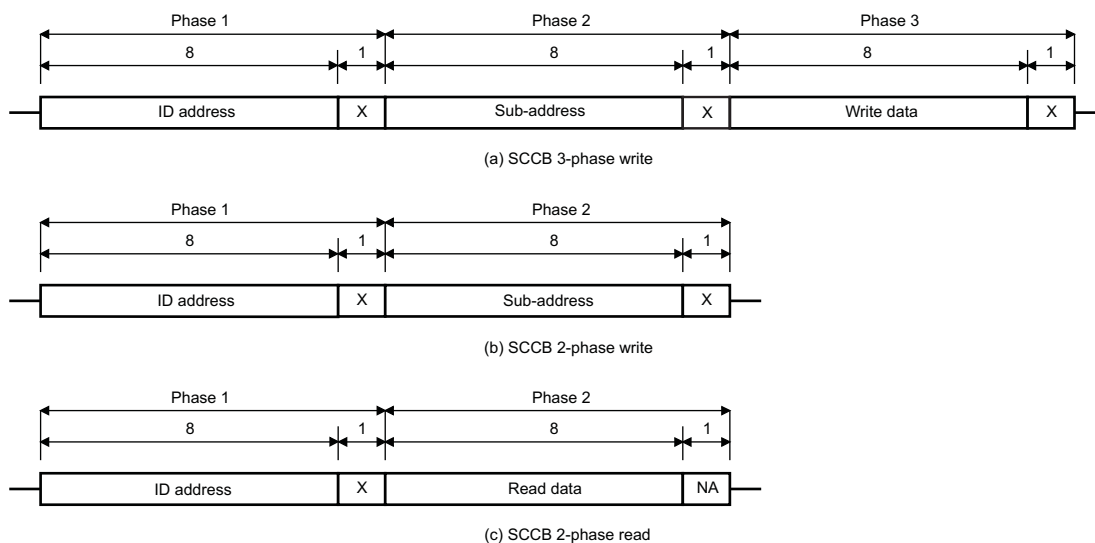 Phase 1 Phase 2 Phase 3
8 1 8 1 8 1
ID address X Sub-address X Write data X
(a) SCCB 3-phase write
Phase 1 Phase 2
8 1 8 1
ID address X Sub-address X
(b) SCCB 2-phase write
Phase 1 Phase 2
8 1 8 1
ID address X Read data NA
(c) SCCB 2-phase read